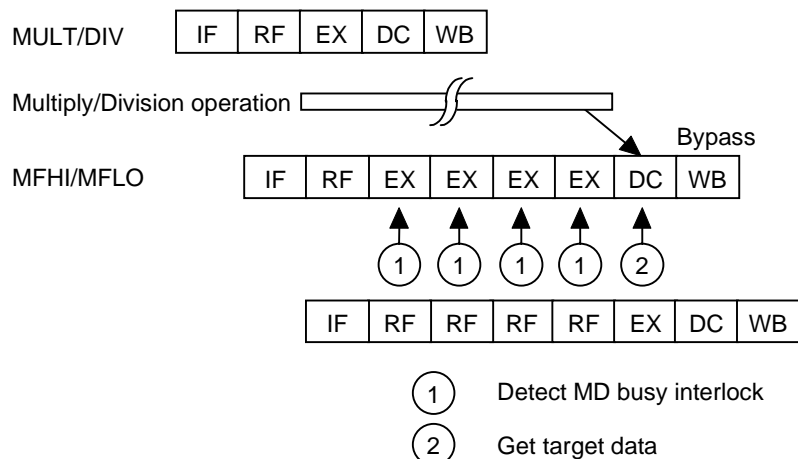 MULT/DIV IF RF EX DC WB
Multiply/Division operation
Bypass
MFHI/MFLO IF RF EX EX EX EX DC WB
1 1 1 1 2
IF RF RF RF RF EX DC WB
1 Detect MD busy interlock
2 Get target data